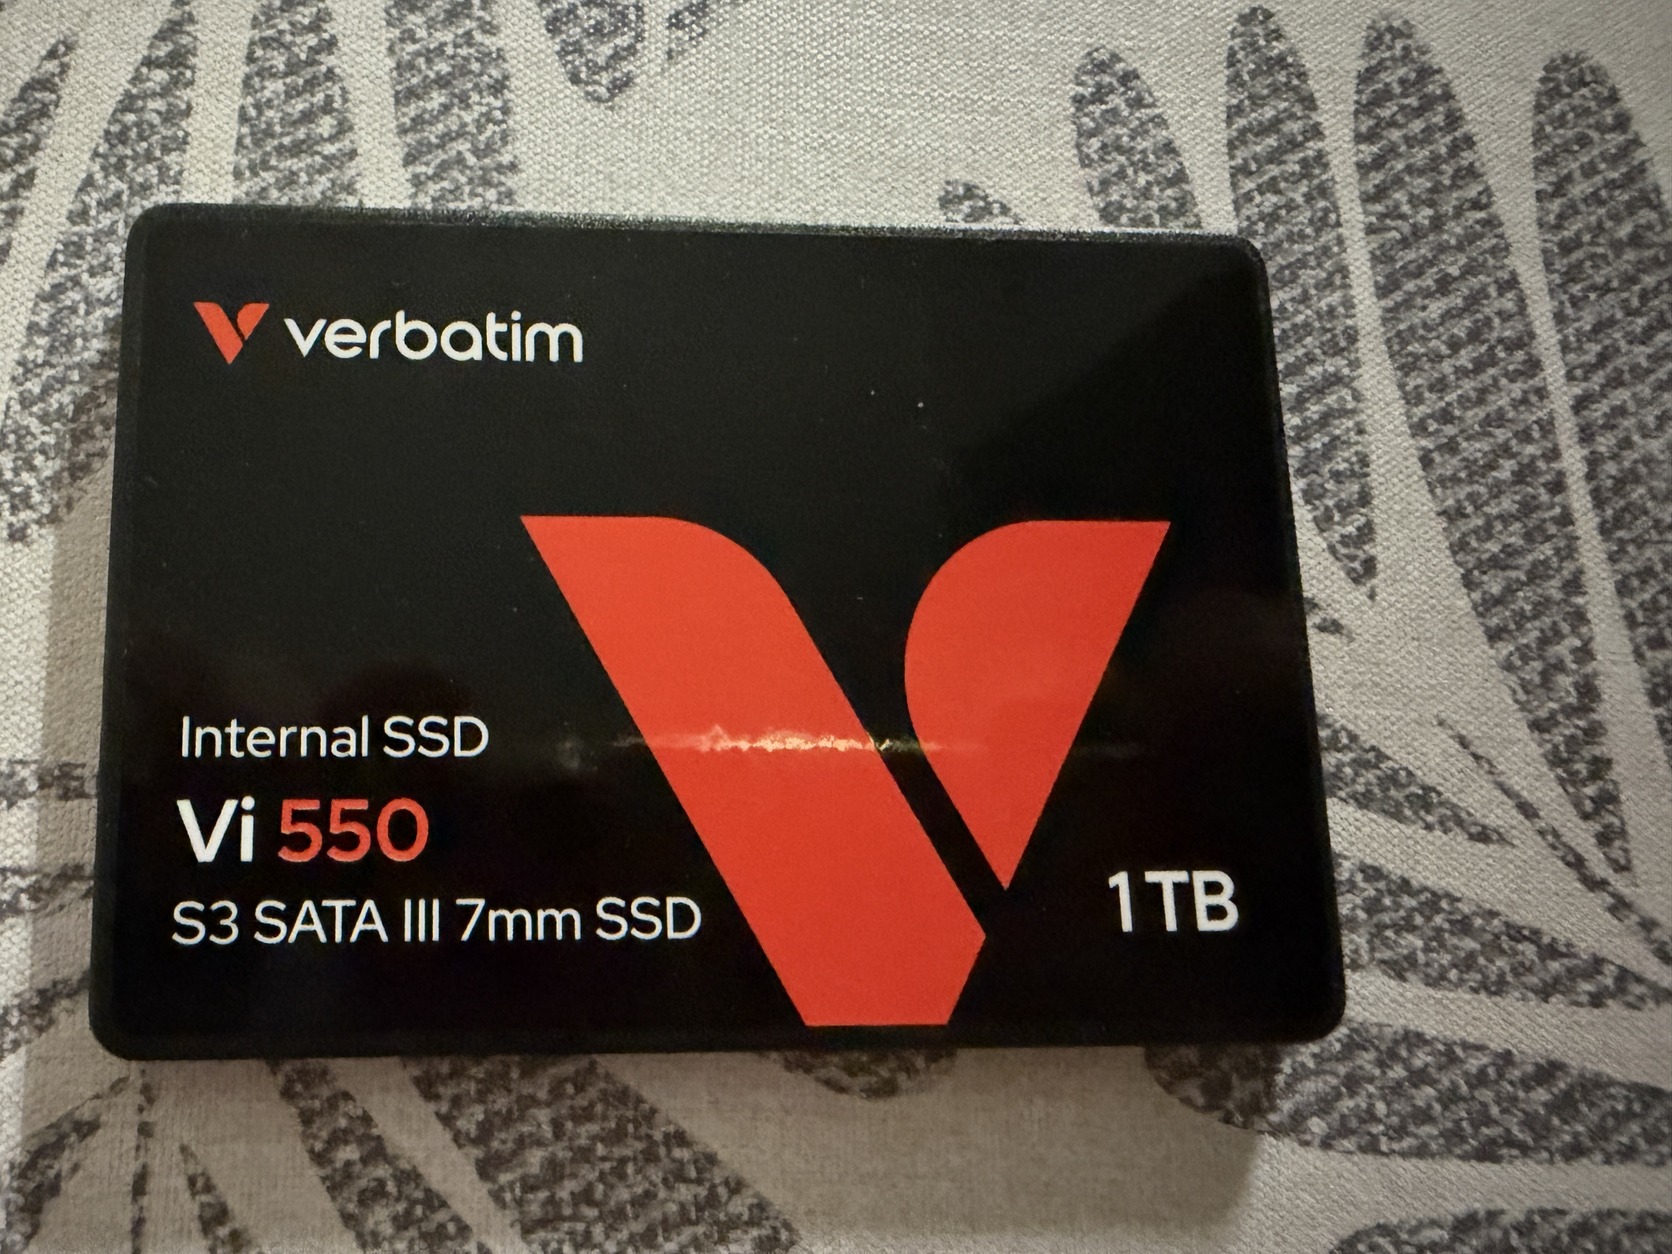 verbatim
Internal SSD
Vi 550
S3 SATA III 7mm SSD
1TB